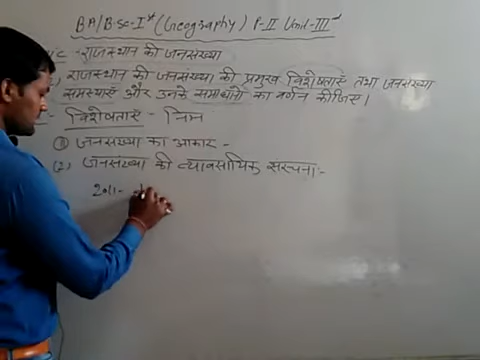 BA/B.Sc-Ist (Geography) P-II Unit-III
राजस्थान की जनसंख्या
राजस्थान की जनसंख्या की प्रमुख विशेषताएँ तथा जनसंख्या
समस्याएँ और उनके समाधानों का वर्णन कीजिए।
विशेषताएँ - निम्न
(1) जनसंख्या का आकार -
(2) जनसंख्या की व्यावसायिक संरचना:-
2011-